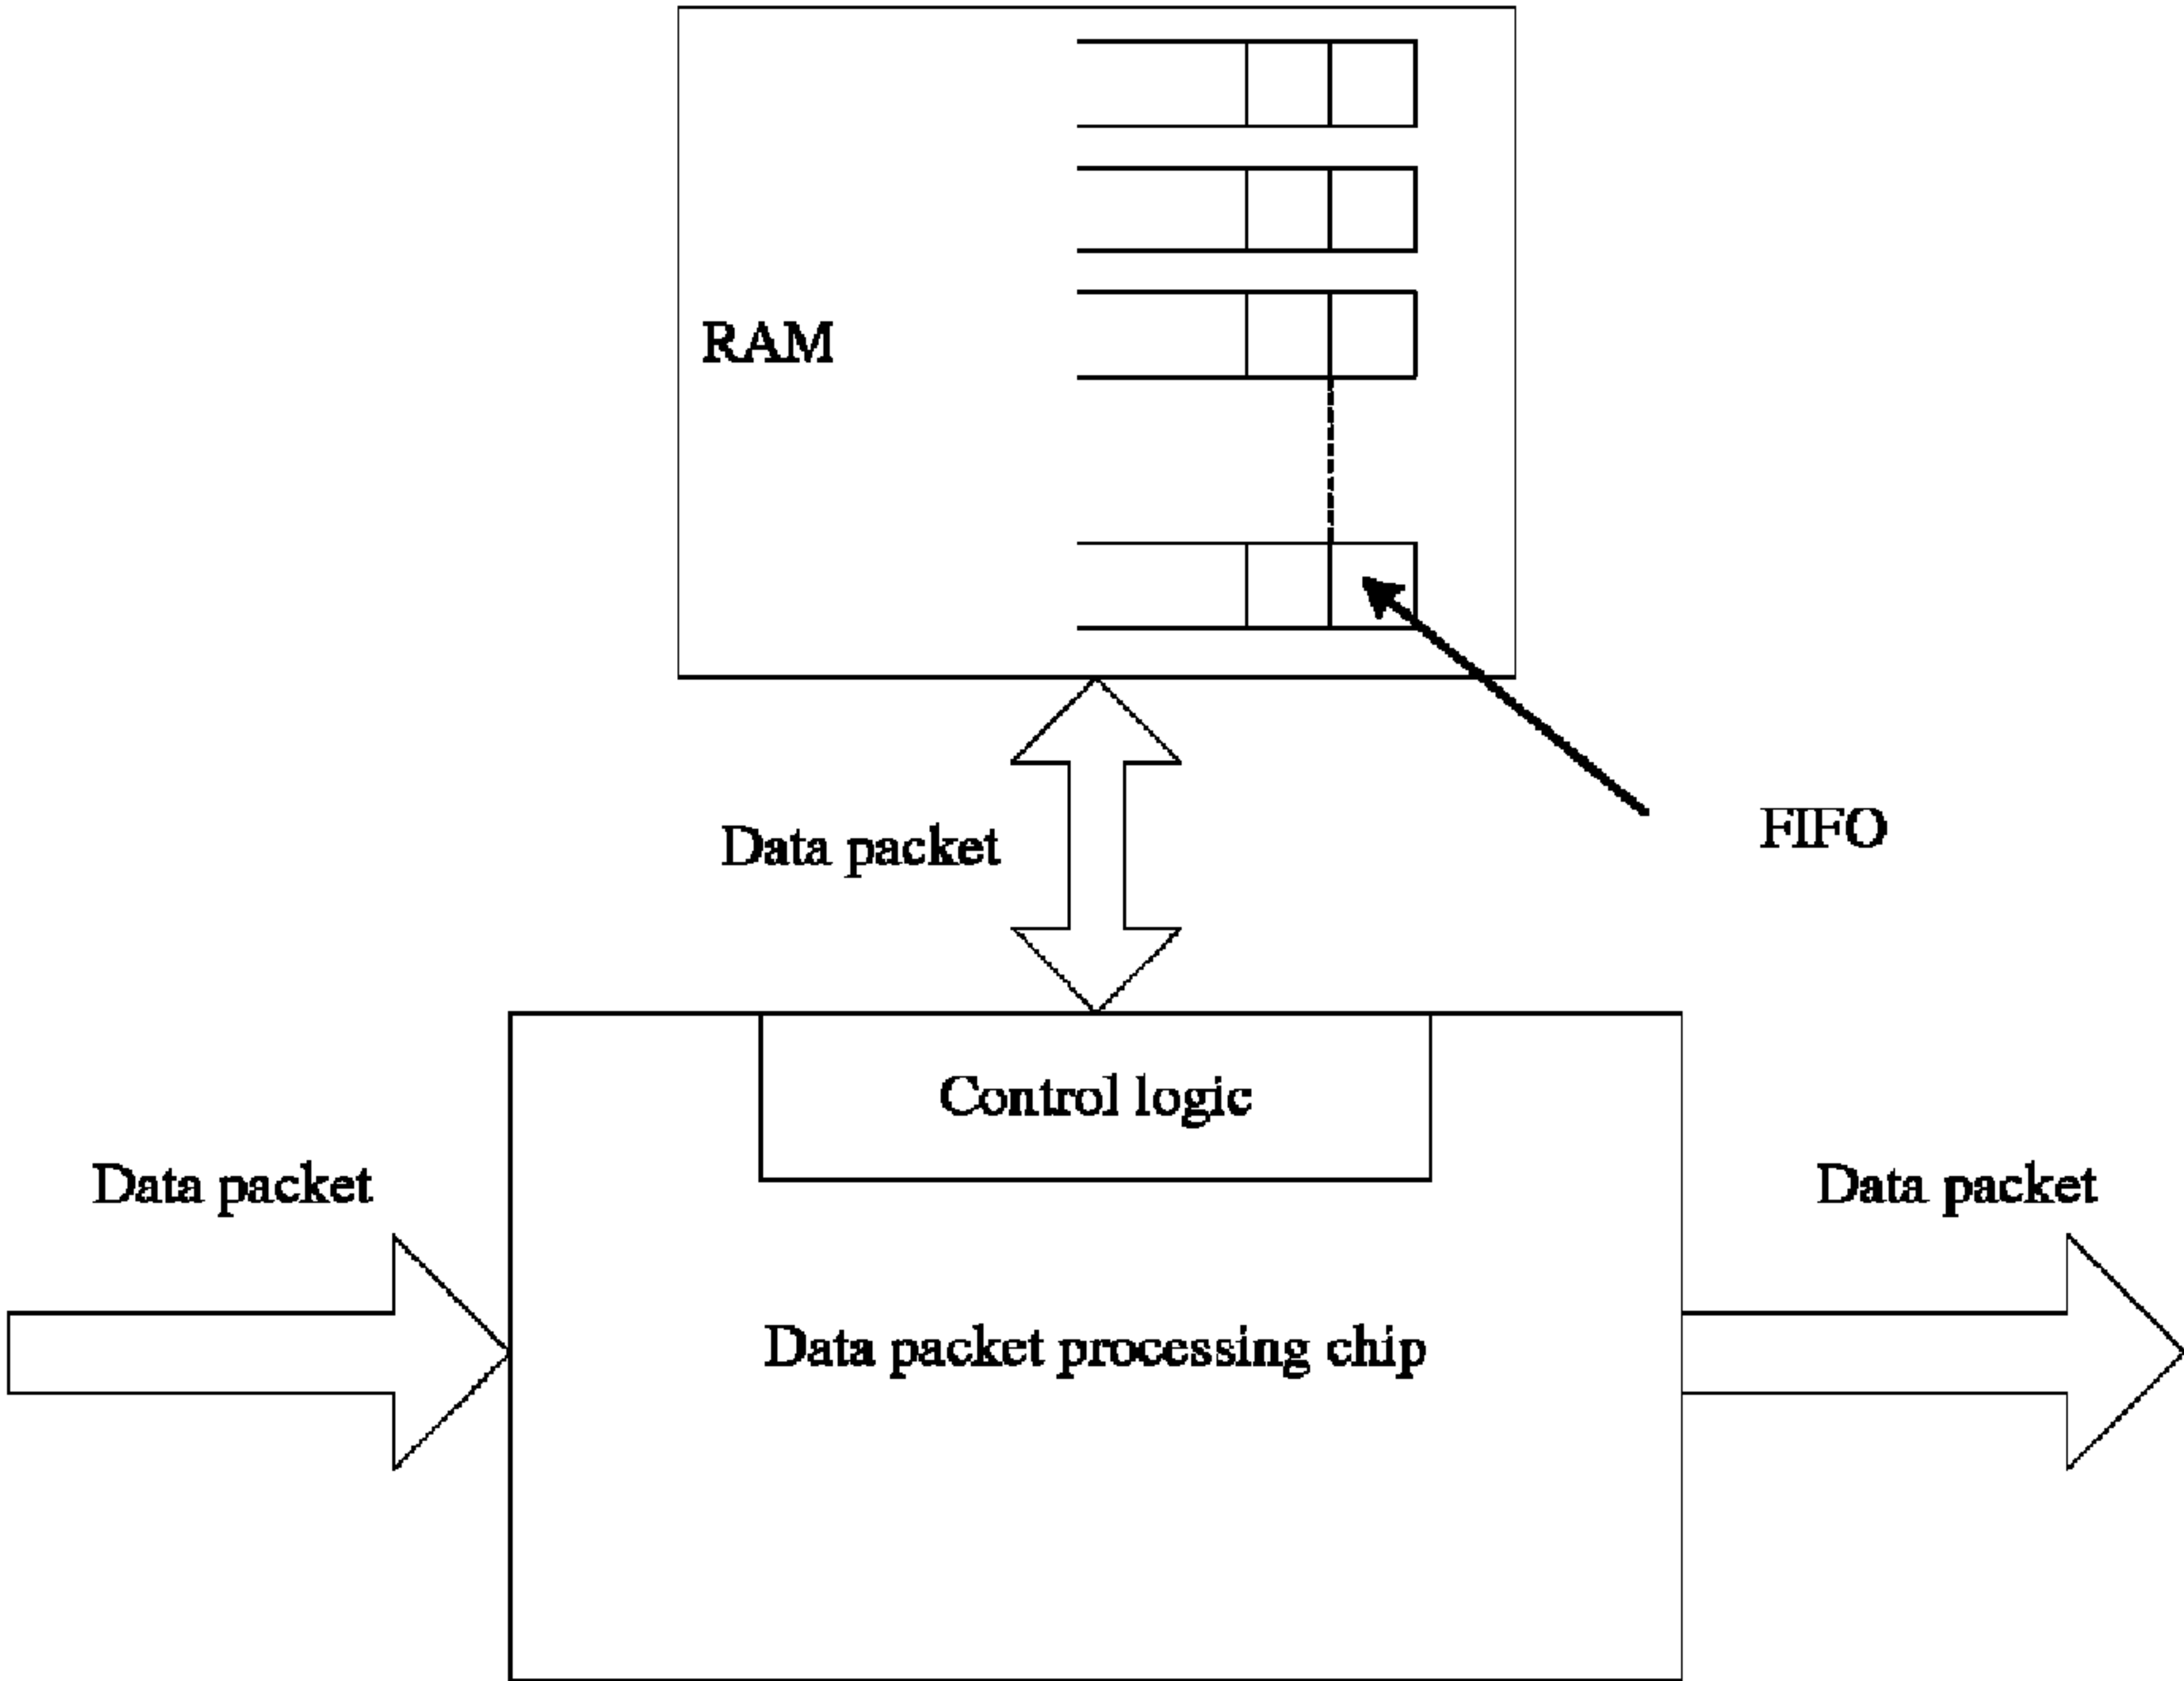 RAM
Data packet
FIFO
Control logic
Data packet
Data packet
Data packet processing chip